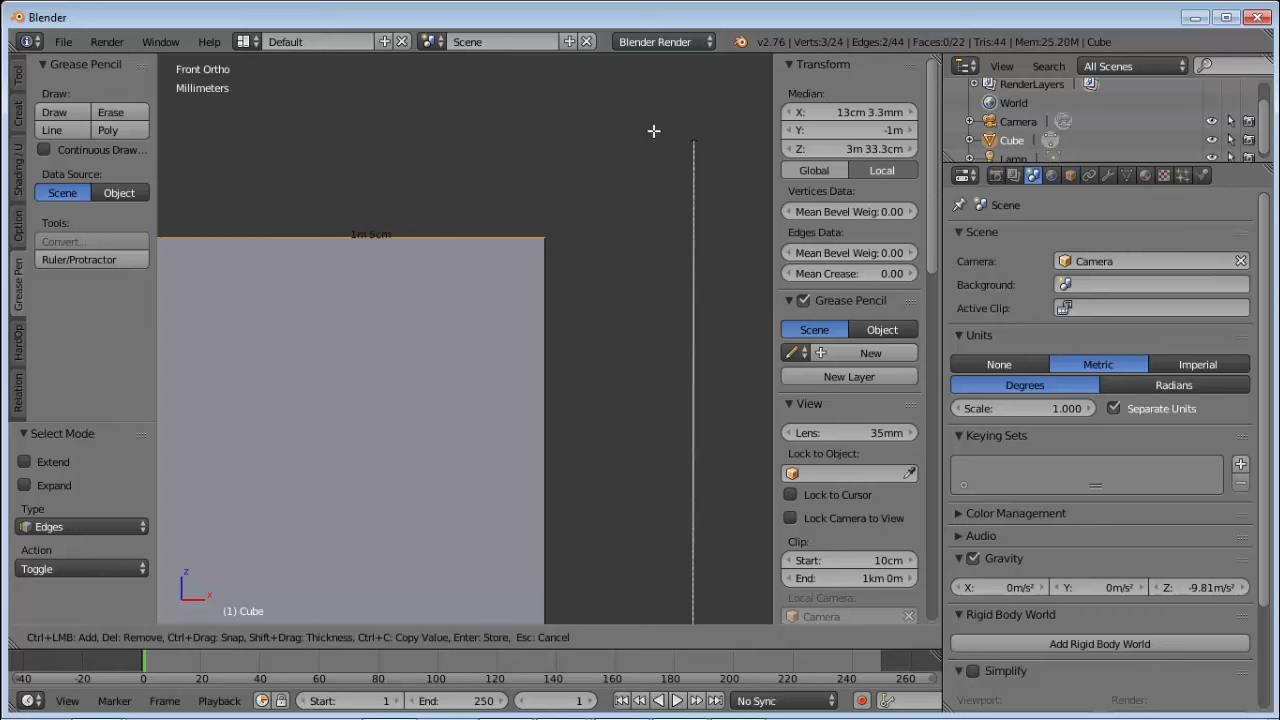 Blender
File Render Window Help Default Scene Blender Render v2.76 | Verts:3/24 | Edges:2/44 | Faces:0/22 | Tris:44 | Mem:25.20M | Cube
Grease Pencil
Draw:
Draw Erase
Line Poly
Continuous Draw...
Data Source:
Scene Object
Tools:
Convert...
Ruler/Protractor
Tool
Creat
Shading / U
Option
Grease Pen
HardOp
Relation
Select Mode
Extend
Expand
Type
Edges
Action
Toggle
Front Ortho
Millimeters
1m 5cm
z
x
(1) Cube
Ctrl+LMB: Add, Del: Remove, Ctrl+Drag: Snap, Shift+Drag: Thickness, Ctrl+C: Copy Value, Enter: Store, Esc: Cancel
Transform
Median:
X: 13cm 3.3mm
Y: -1m
Z: 3m 33.3cm
Global Local
Vertices Data:
Mean Bevel Weig: 0.00
Edges Data:
Mean Bevel Weig: 0.00
Mean Crease: 0.00
Grease Pencil
Scene Object
New
New Layer
View
Lens: 35mm
Lock to Object:
Lock to Cursor
Lock Camera to View
Clip:
Start: 10cm
End: 1km 0m
Local Camera:
Camera
View Search All Scenes
RenderLayers
World
Camera
Cube
Lamp
Scene
Scene
Camera: Camera
Background:
Active Clip:
Units
None Metric Imperial
Degrees Radians
Scale: 1.000 Separate Units
Keying Sets
Color Management
Audio
Gravity
X: 0m/s² Y: 0m/s² Z: -9.81m/s²
Rigid Body World
Add Rigid Body World
Simplify
Viewport: Render:
-40 -20 0 20 40 60 80 100 120 140 160 180 200 220 240 260
View Marker Frame Playback Start: 1 End: 250 1 No Sync